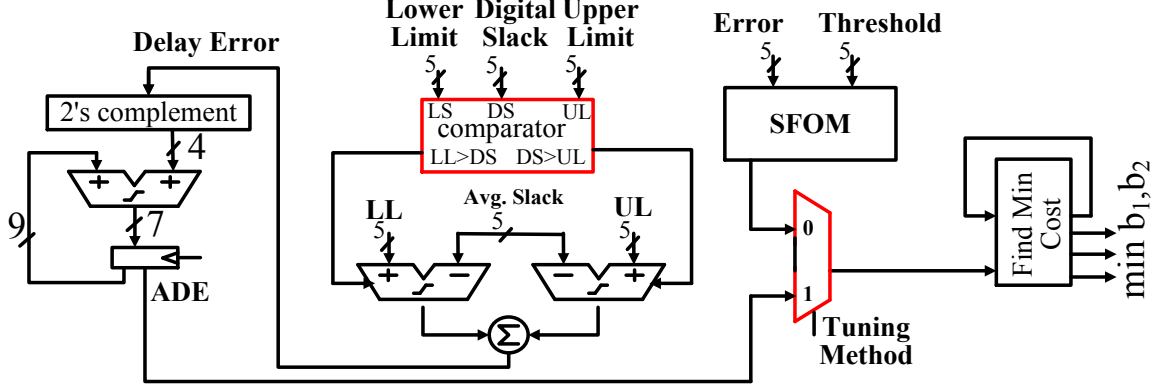 Lower Digital Upper
Limit Slack Limit
Error Threshold
5 5 5
5 5
Delay Error
2's complement
4
LS DS UL
comparator
LL>DS DS>UL
SFOM
+ +
7
9
ADE
Avg. Slack
LL UL
5 5 5
+ − − +
Σ
0
1
Tuning
Method
Find Min
Cost
min b1,b2